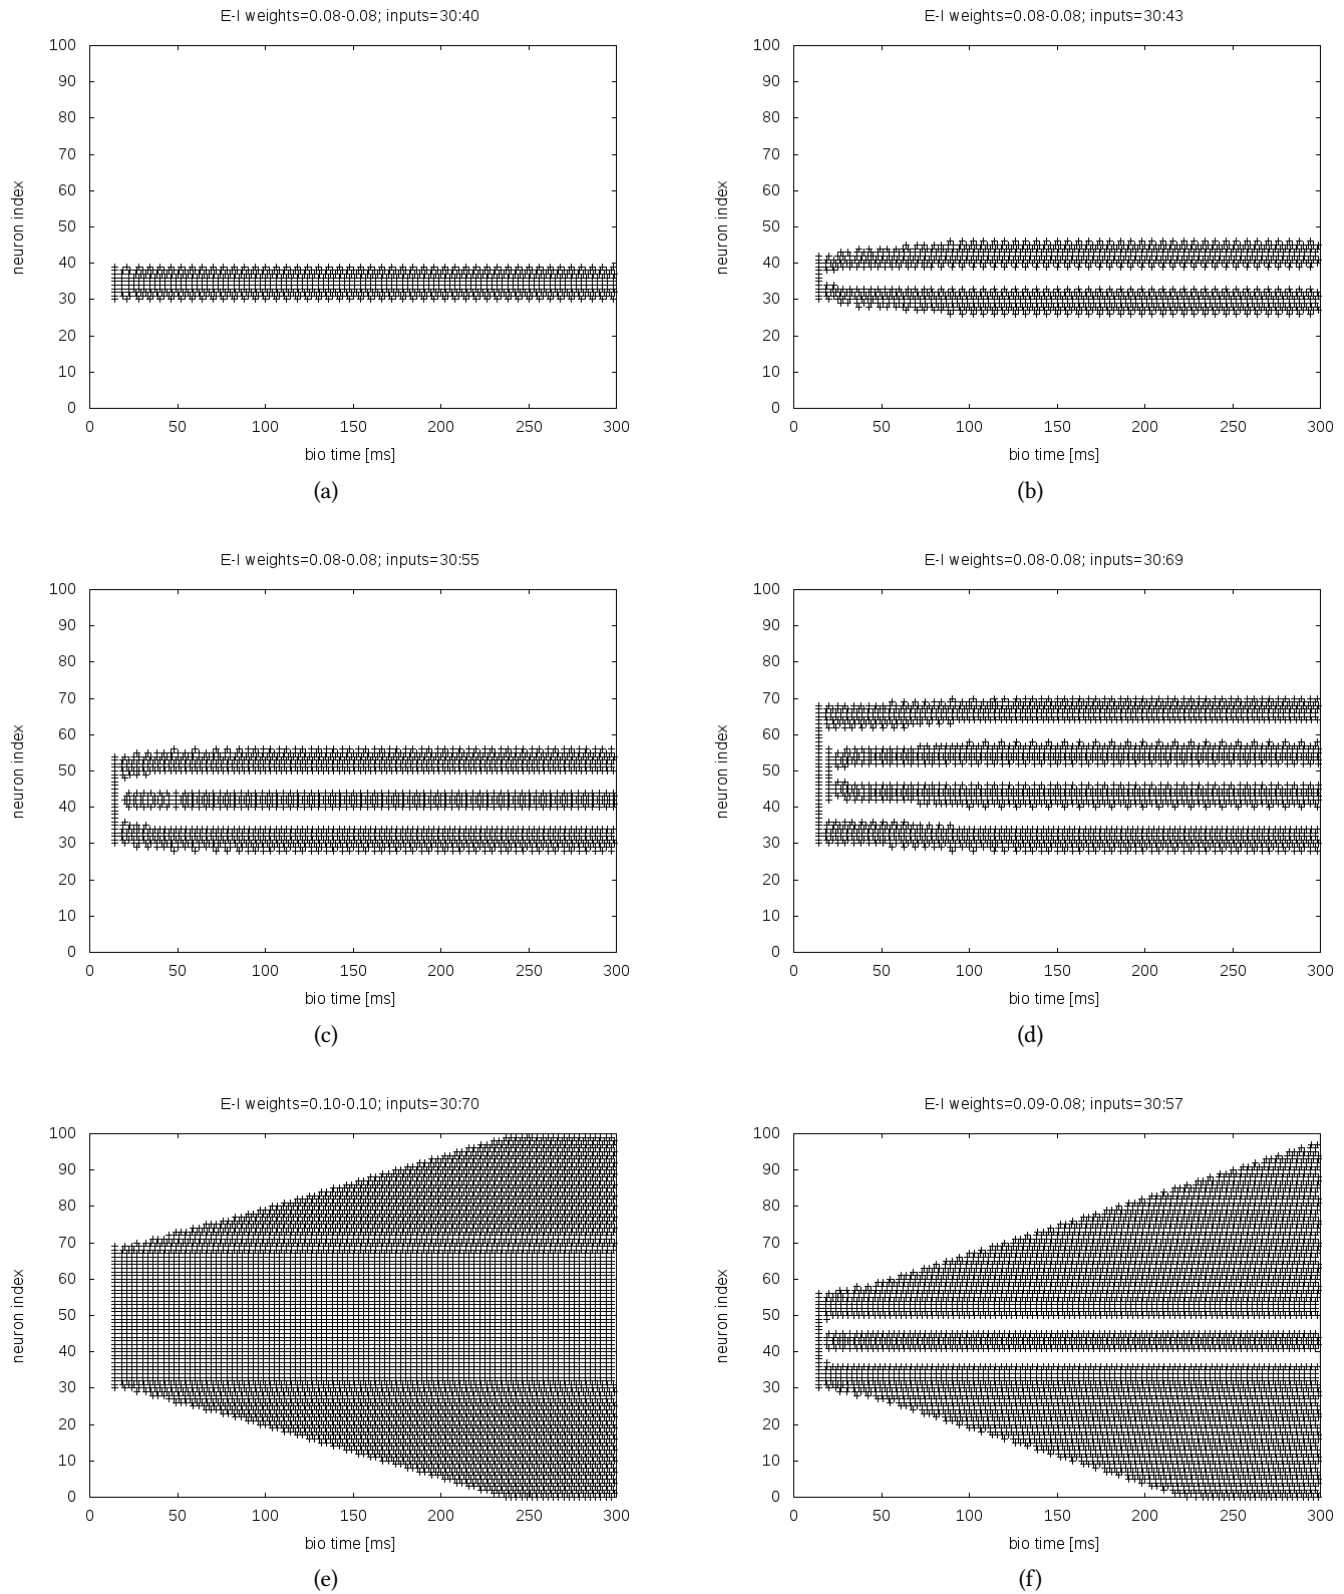 E-I weights=0.08-0.08; inputs=30:40
100
90
80
70
60
50
40
30
20
10
0
neuron index
0 50 100 150 200 250 300
bio time [ms]
(a)
E-I weights=0.08-0.08; inputs=30:43
100
90
80
70
60
50
40
30
20
10
0
neuron index
0 50 100 150 200 250 300
bio time [ms]
(b)
E-I weights=0.08-0.08; inputs=30:55
100
90
80
70
60
50
40
30
20
10
0
neuron index
0 50 100 150 200 250 300
bio time [ms]
(c)
E-I weights=0.08-0.08; inputs=30:69
100
90
80
70
60
50
40
30
20
10
0
neuron index
0 50 100 150 200 250 300
bio time [ms]
(d)
E-I weights=0.10-0.10; inputs=30:70
100
90
80
70
60
50
40
30
20
10
0
neuron index
0 50 100 150 200 250 300
bio time [ms]
(e)
E-I weights=0.09-0.08; inputs=30:57
100
90
80
70
60
50
40
30
20
10
0
neuron index
0 50 100 150 200 250 300
bio time [ms]
(f)